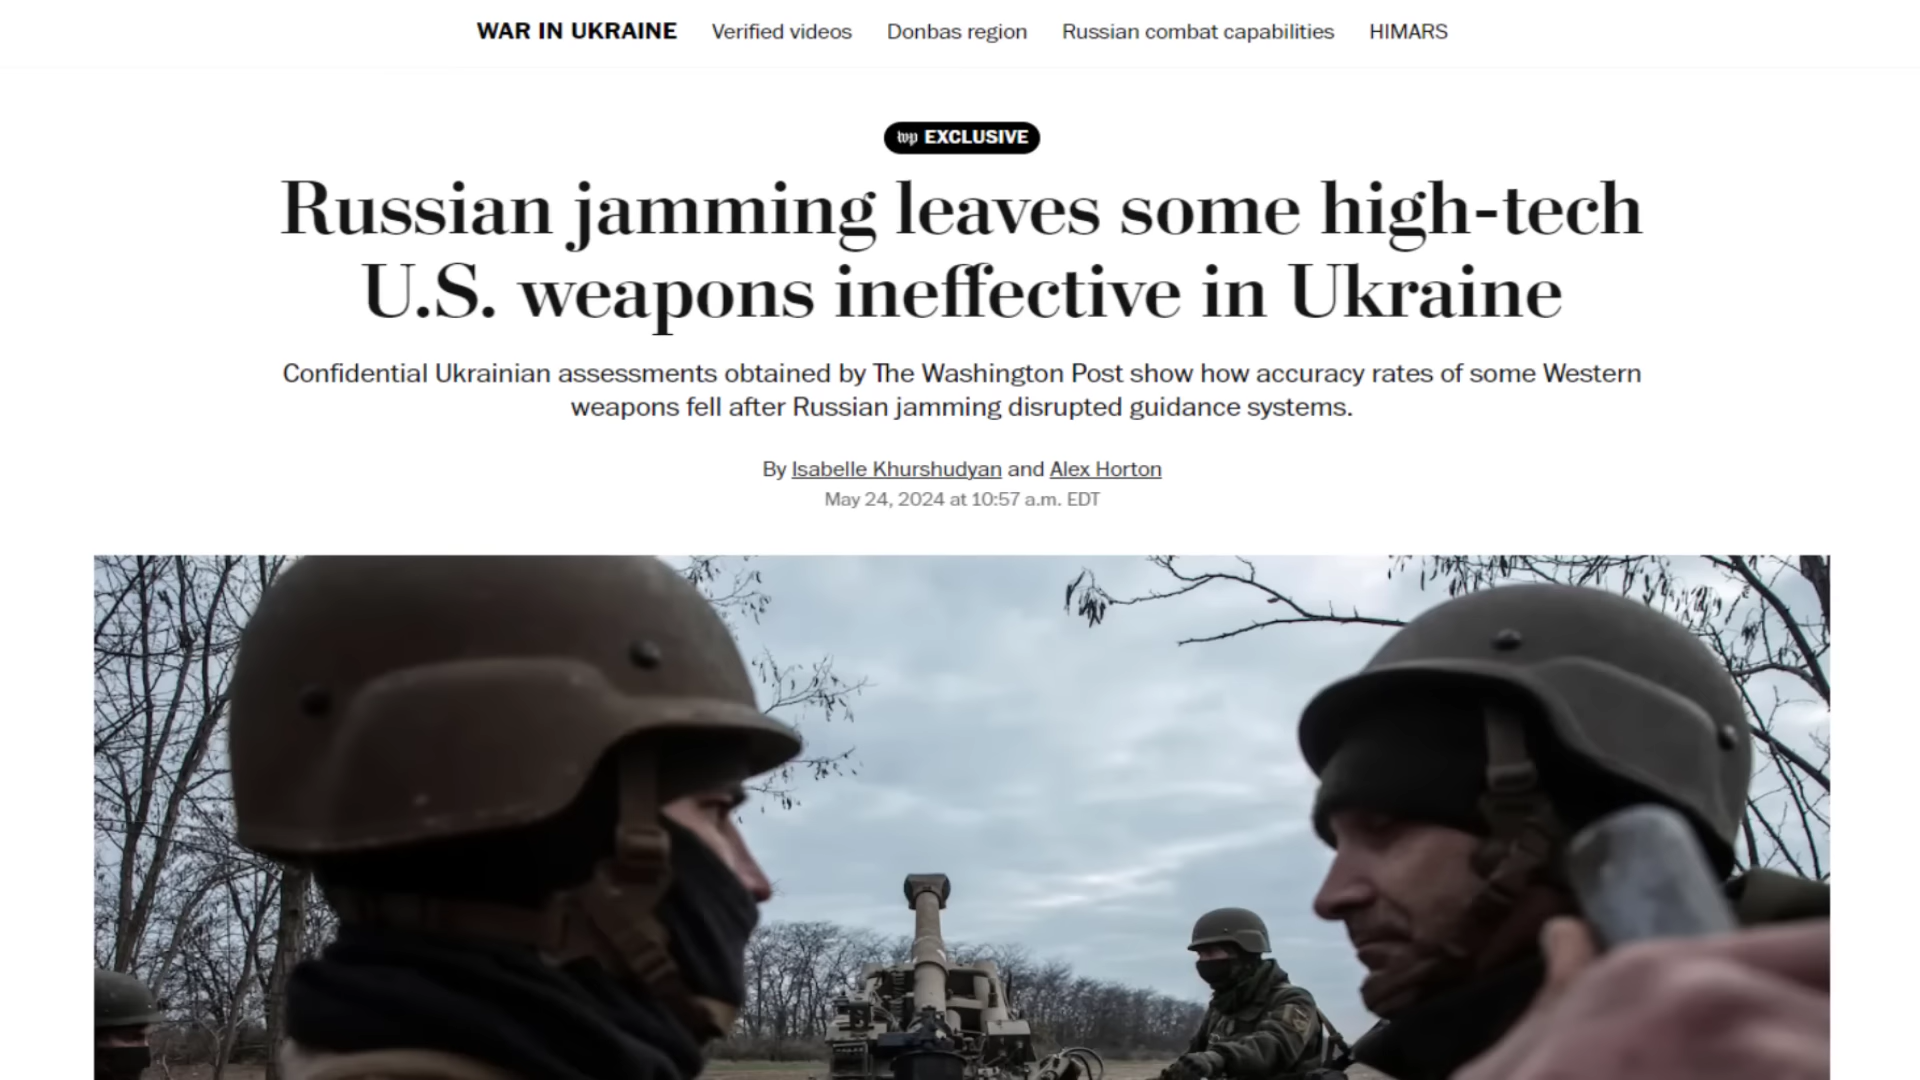 WAR IN UKRAINE Verified videos Donbas region Russian combat capabilities HIMARS
wp EXCLUSIVE
Russian jamming leaves some high-tech
U.S. weapons ineffective in Ukraine
Confidential Ukrainian assessments obtained by The Washington Post show how accuracy rates of some Western
weapons fell after Russian jamming disrupted guidance systems.
By Isabelle Khurshudyan and Alex Horton
May 24, 2024 at 10:57 a.m. EDT